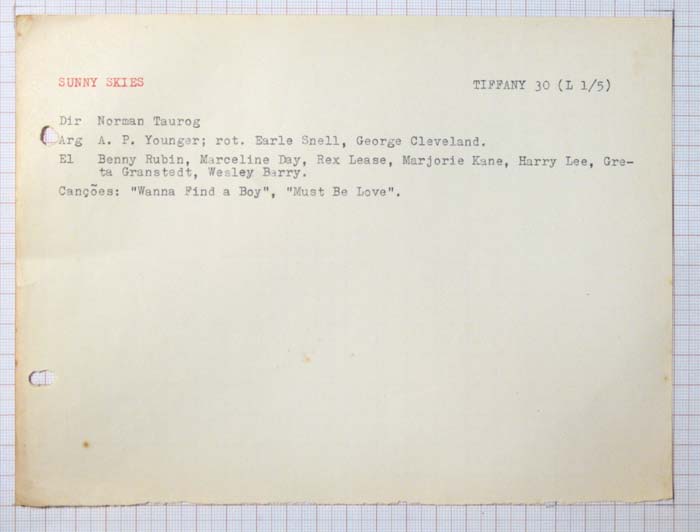 SUNNY SKIES TIFFANY 30 (L 1/5)
Dir Norman Taurog
Arg A. P. Younger; rot. Earle Snell, George Cleveland.
El Benny Rubin, Marceline Day, Rex Lease, Marjorie Kane, Harry Lee, Gre-
ta Granstedt, Wesley Barry.
Canções: "Wanna Find a Boy", "Must Be Love".